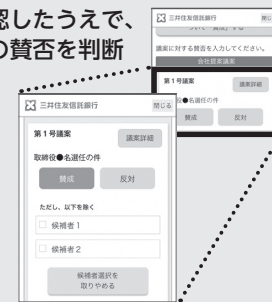 認したうえで、
の賛否を判断
三井住友信託銀行
議案に対する賛否を入力してください。
会社提案議案
第1号議案
議案詳細
役●名選任の件
賛成
反対
三井住友信託銀行
閉じる
第1号議案
議案詳細
取締役●名選任の件
賛成
反対
ただし、以下を除く
候補者1
候補者2
候補者選択を
取りやめる